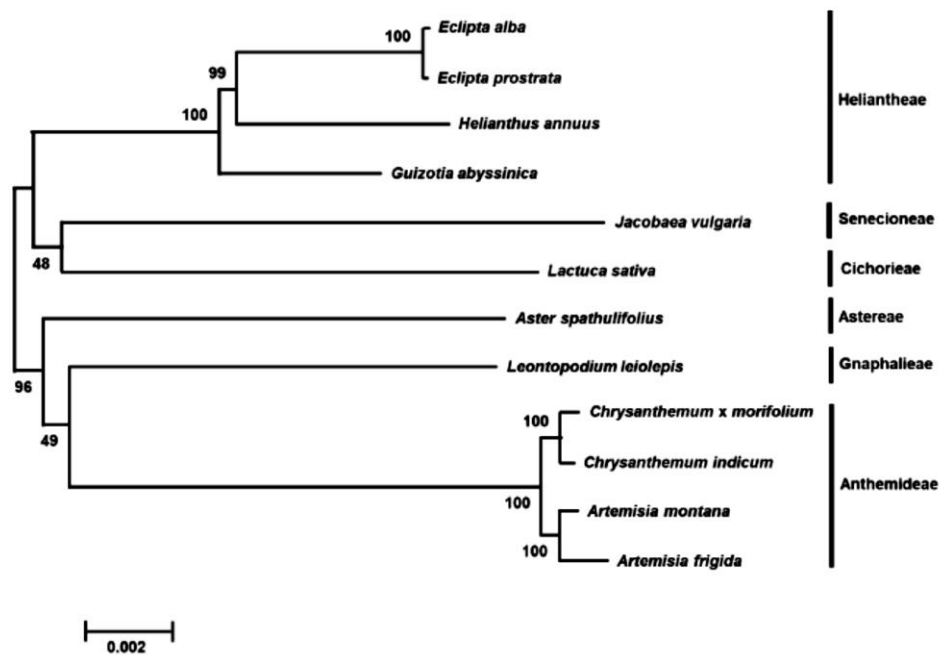 Eclipta alba
100
Eclipta prostrata
99
Heliantheae
100
Helianthus annuus
Guizotia abyssinica
Jacobaea vulgaria
Senecioneae
48
Lactuca sativa
Cichorieae
Aster spathulifolius
Astereae
Leontopodium leiolepis
Gnaphalieae
96
Chrysanthemum x morifolium
100
49
Chrysanthemum indicum
Anthemideae
100
Artemisia montana
100
Artemisia frigida
0.002